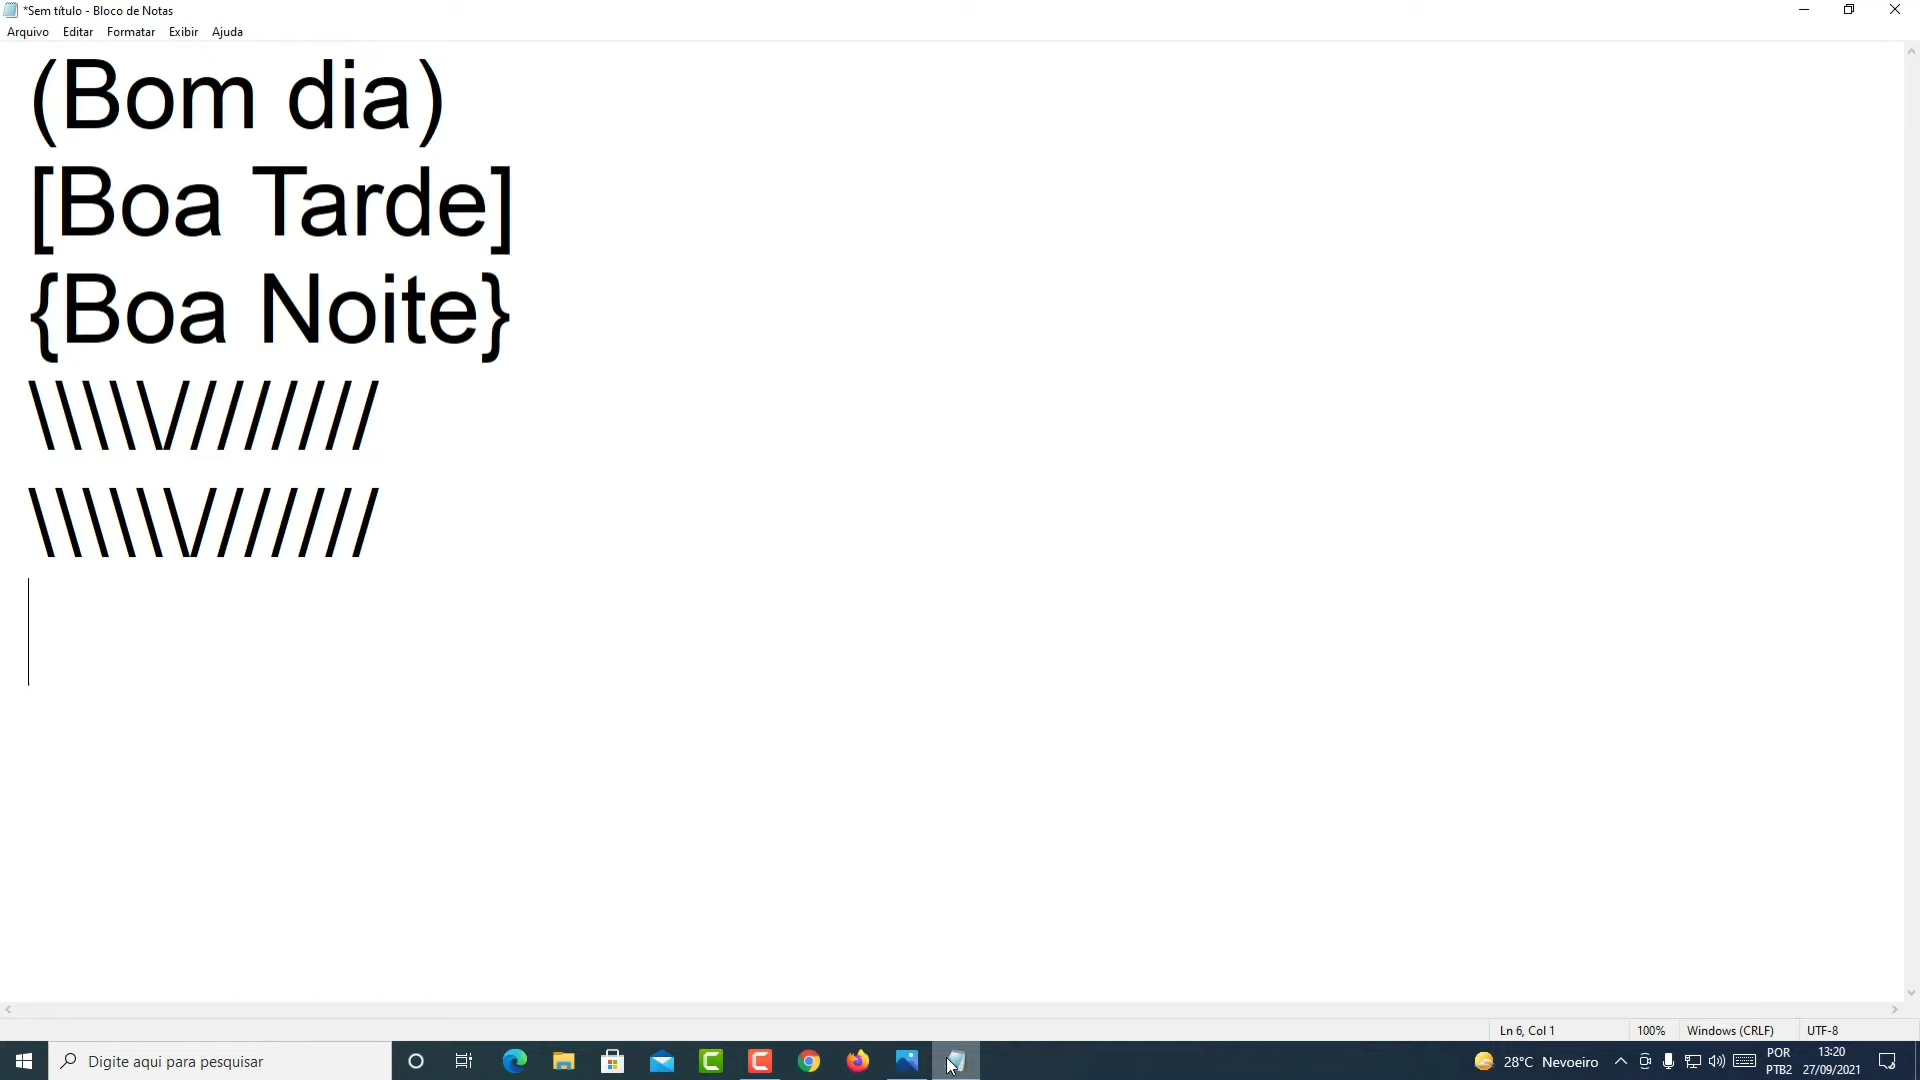 *Sem título - Bloco de Notas
Arquivo Editar Formatar Exibir Ajuda
(Bom dia)
[Boa Tarde]
{Boa Noite}
\\\\\////////
\\\\\\///////
Ln 6, Col 1 100% Windows (CRLF) UTF-8
Digite aqui para pesquisar
28°C Nevoeiro
POR
PTB2
13:20
27/09/2021